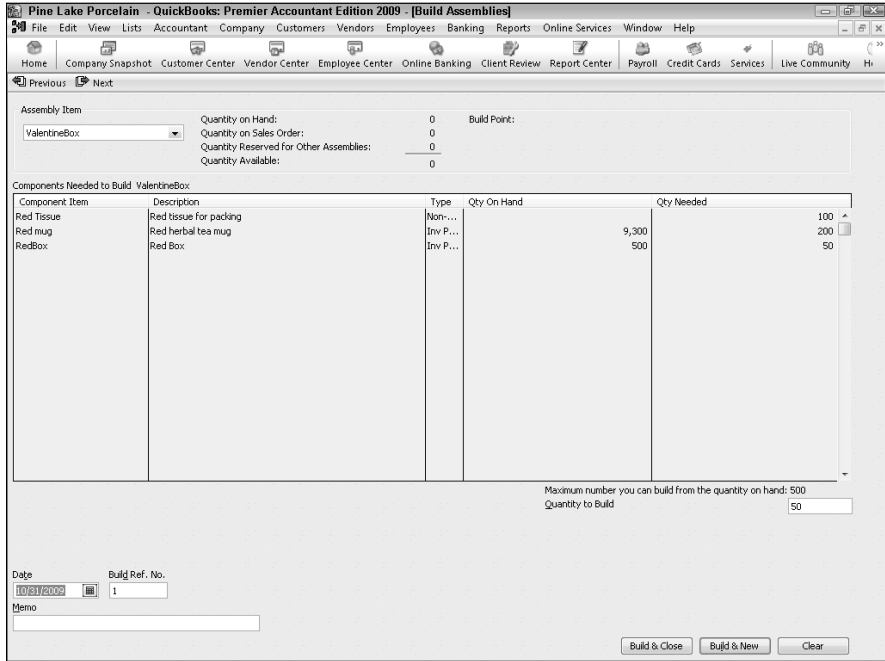 Pine Lake Porcelain - QuickBooks: Premier Accountant Edition 2009 - [Build Assemblies]
File Edit View Lists Accountant Company Customers Vendors Employees Banking Reports Online Services Window Help
Home Company Snapshot Customer Center Vendor Center Employee Center Online Banking Client Review Report Center Payroll Credit Cards Services Live Community
Previous Next
Assembly Item
ValentineBox
Quantity on Hand: 0 Build Point:
Quantity on Sales Order: 0
Quantity Reserved for Other Assemblies: 0
Quantity Available: 0
Components Needed to Build ValentineBox
Component Item Description Type Qty On Hand Qty Needed
Red Tissue Red tissue for packing Non-... 100
Red mug Red herbal tea mug Inv P... 9,300 200
RedBox Red Box Inv P... 500 50
Maximum number you can build from the quantity on hand: 500
Quantity to Build 50
Date Build Ref. No.
10/31/2009 1
Memo
Build & Close Build & New Clear